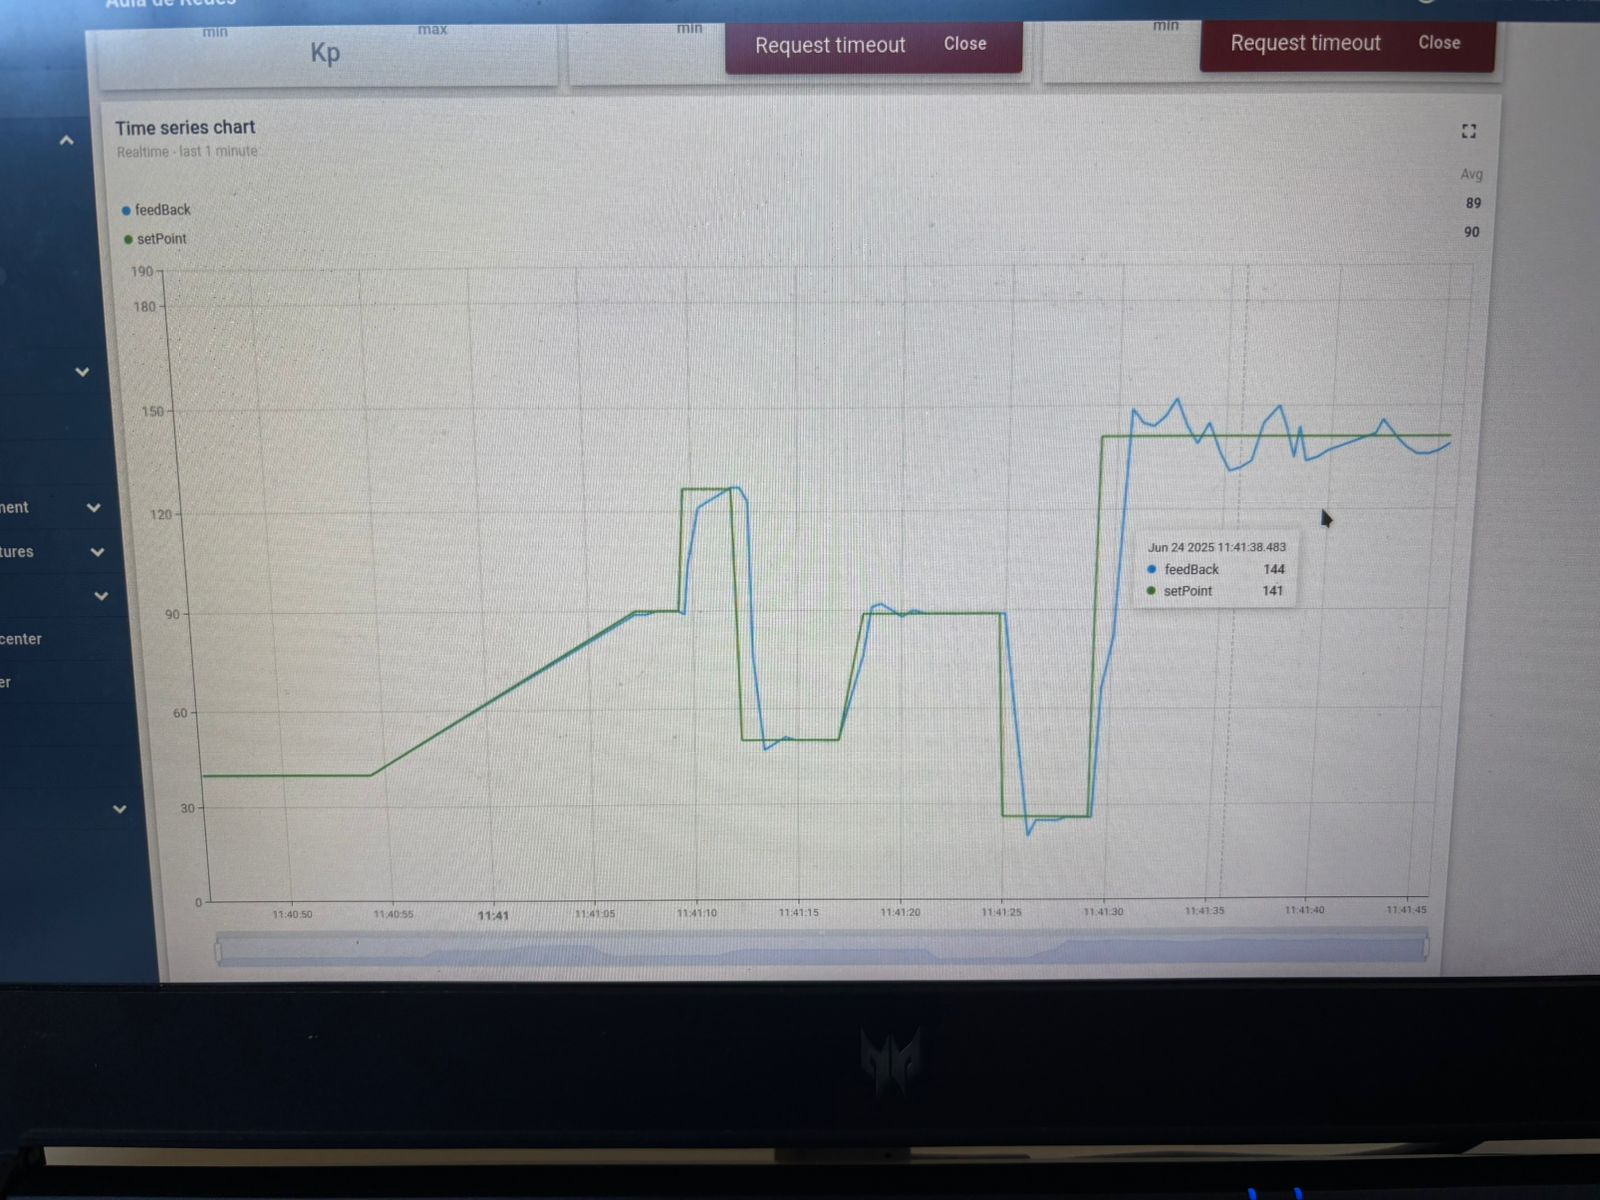 Aula de Redes
min
max
Kp
min
Request timeout Close
min
Request timeout Close
Time series chart
Realtime - last 1 minute
Avg
feedBack 89
setPoint 90
190
180
150
120
90
60
30
0
11:40:50 11:40:55 11:41 11:41:05 11:41:10 11:41:15 11:41:20 11:41:25 11:41:30 11:41:35 11:41:40 11:41:45
Jun 24 2025 11:41:38.483
feedBack 144
setPoint 141
nent
tures
center
er